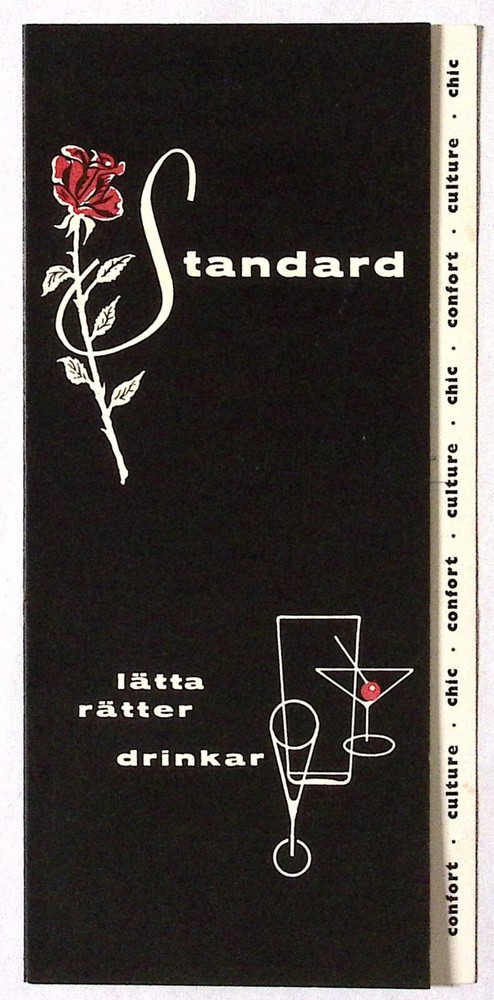 Standard
lätta
rätter
drinkar
confort · culture · chic · confort · culture · chic · confort · culture · chic